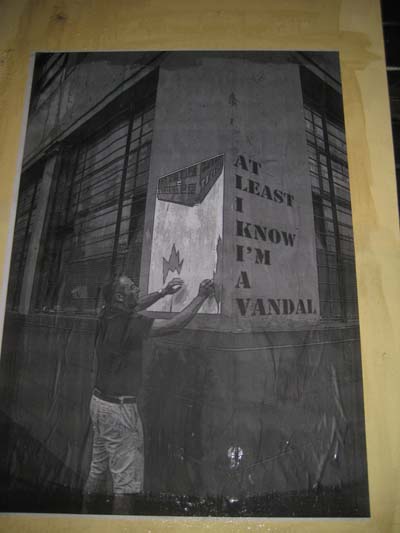 AT
LEAST
I
KNOW
I'M
A
VANDAL